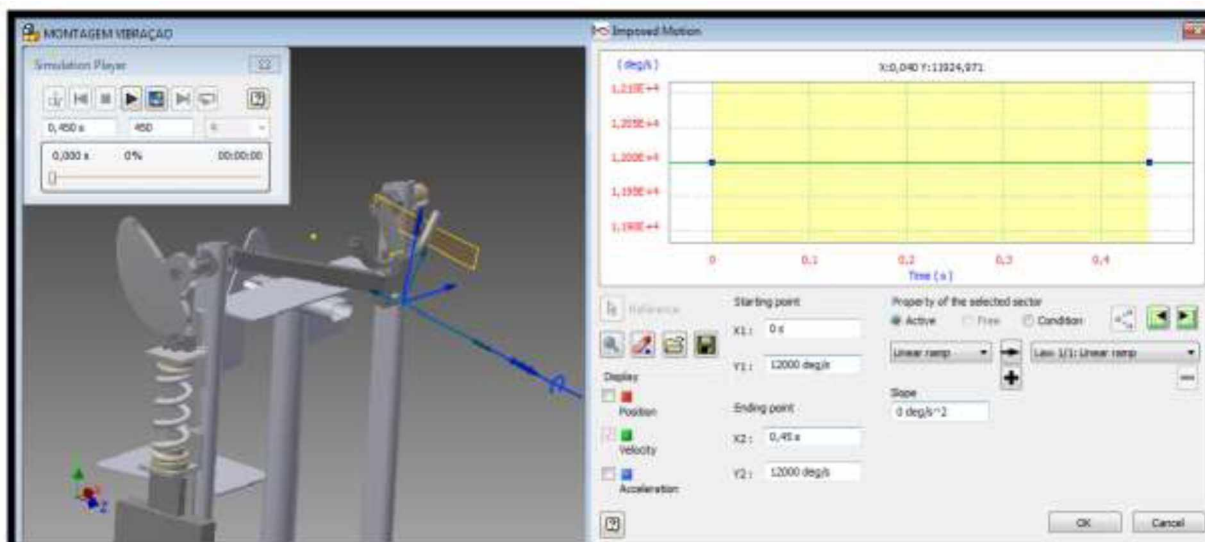 MONTAGEM VIBRAÇAO
Simulation Player
0,450 s 450
0,000 s 0% 00:00:00
Imposed Motion
(deg/s) X:0,040 Y:11924,971
1,210E+4
1,205E+4
1,200E+4
1,195E+4
1,190E+4
0 0,1 0,2 0,3 0,4
Time (s)
Reference
Starting point
X1: 0 s
Y1: 12000 deg/s
Property of the selected sector
Active Free Condition
Linear ramp Law 1/1: Linear ramp
Slope
0 deg/s^2
Display
Position
Velocity
Acceleration
Ending point
X2: 0,45 s
Y2: 12000 deg/s
OK Cancel